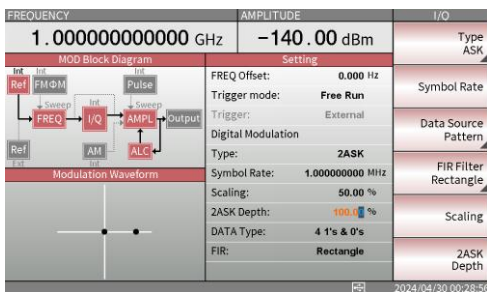 FREQUENCY AMPLITUDE I/Q
1.000000000000 GHz -140.00 dBm
MOD Block Diagram
Int Int Int
Ref FMΦM Pulse
Sweep Int Sweep
FREQ I/Q AMPL Output
Ref AM ALC
Ext Int
Modulation Waveform
Setting
FREQ Offset: 0.000 Hz
Trigger mode: Free Run
Trigger: External
Digital Modulation
Type: 2ASK
Symbol Rate: 1.000000000 MHz
Scaling: 50.00 %
2ASK Depth: 100.00 %
DATA Type: 4 1's & 0's
FIR: Rectangle
Type
ASK
Symbol Rate
Data Source
Pattern
FIR Filter
Rectangle
Scaling
2ASK
Depth
2024/04/30 00:28:56